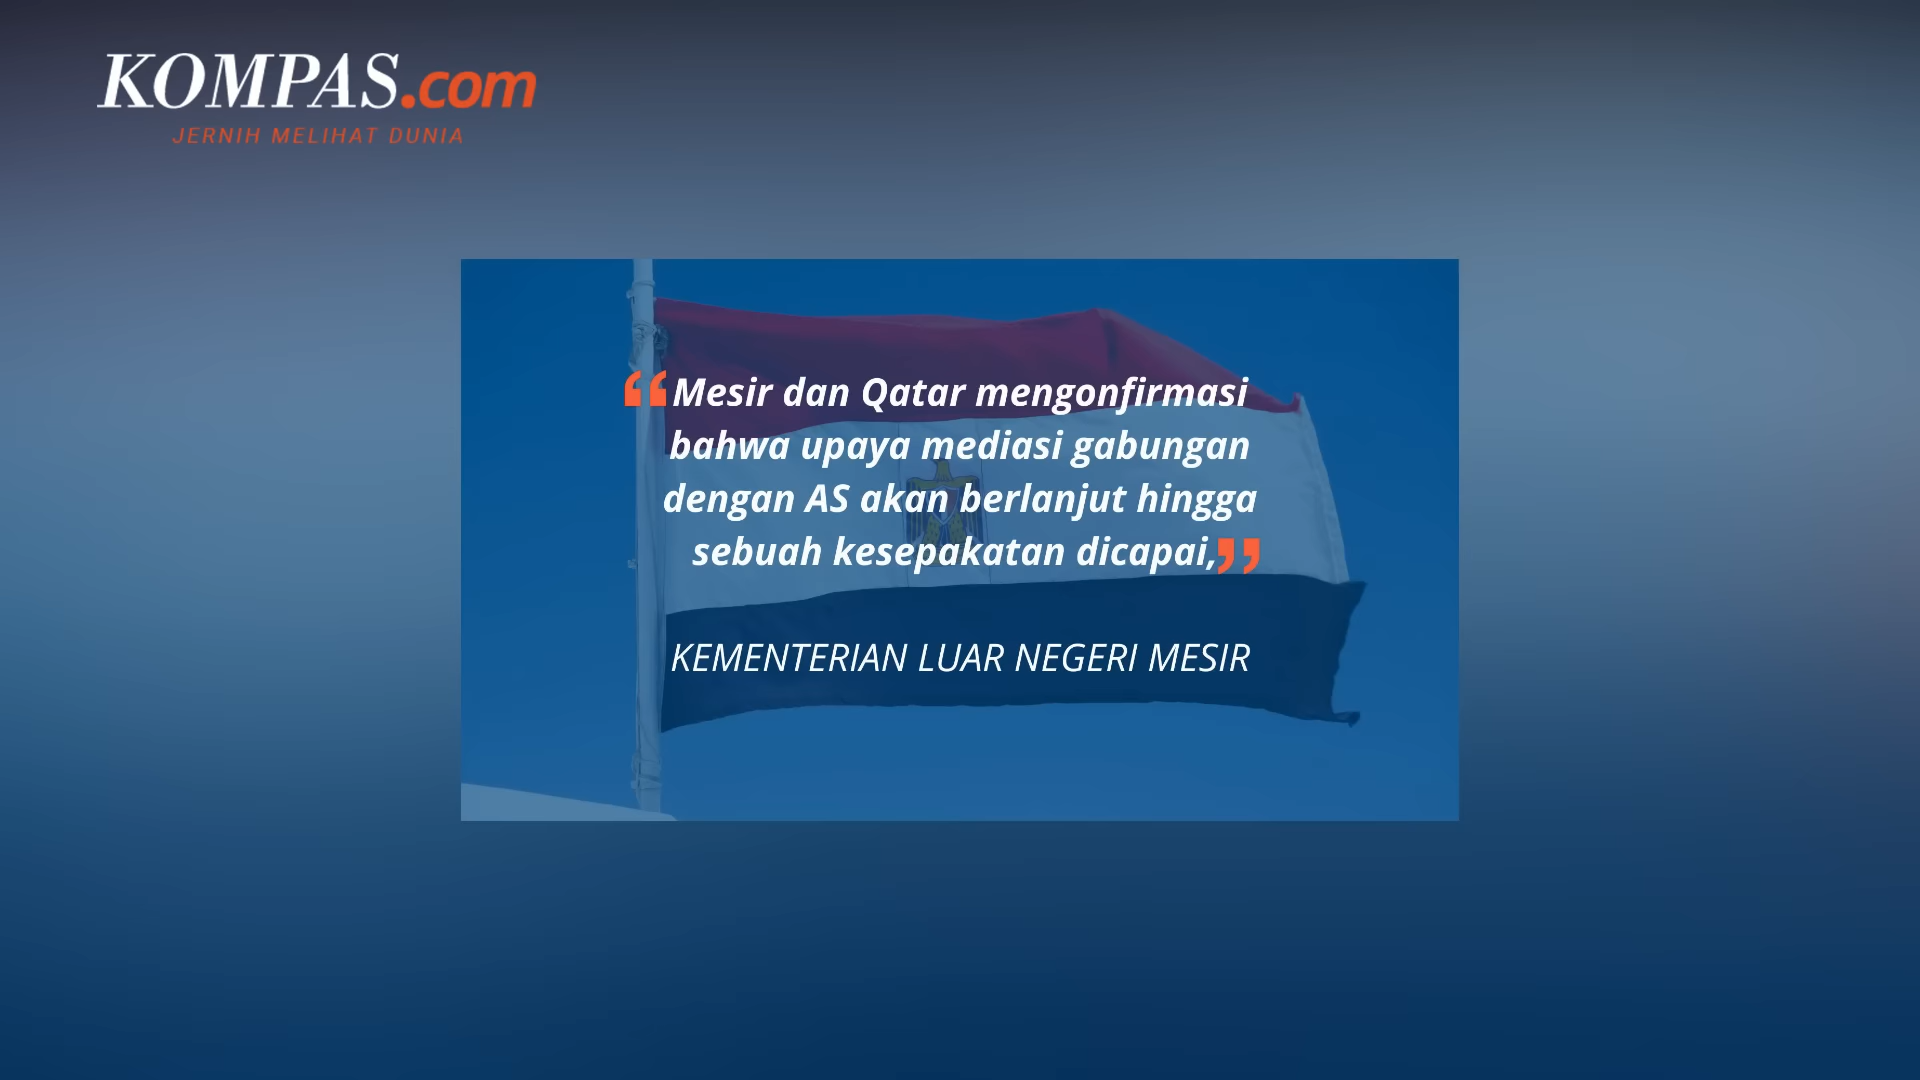 KOMPAS.com
JERNIH MELIHAT DUNIA
“Mesir dan Qatar mengonfirmasi
bahwa upaya mediasi gabungan
dengan AS akan berlanjut hingga
sebuah kesepakatan dicapai,”
KEMENTERIAN LUAR NEGERI MESIR